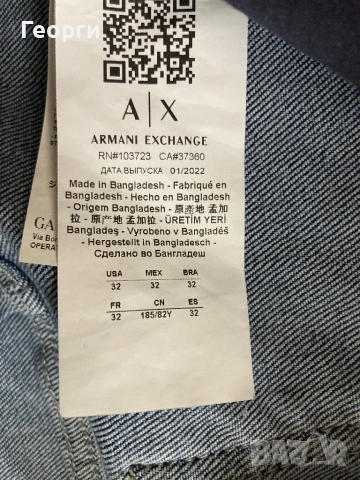 Георги
A|X
ARMANI EXCHANGE
RN#103723 CA#37360
ДАТА ВЫПУСКА 01/2022
Made in Bangladesh - Fabriqué en
Bangladesh - Hecho en Bangladesh
- Origem Bangladesh - 原産地 孟加
拉 - 原产地 孟加拉 - ÜRETİM YERİ
Bangladeş - Vyrobeno v Bangladéš
- Hergestellt in Bangladesch -
Сделано во Бангладеш
USA MEX BRA
32 32 32
FR CN ES
32 185/82Y 32
GA
Via Bo
OPERA
bazar